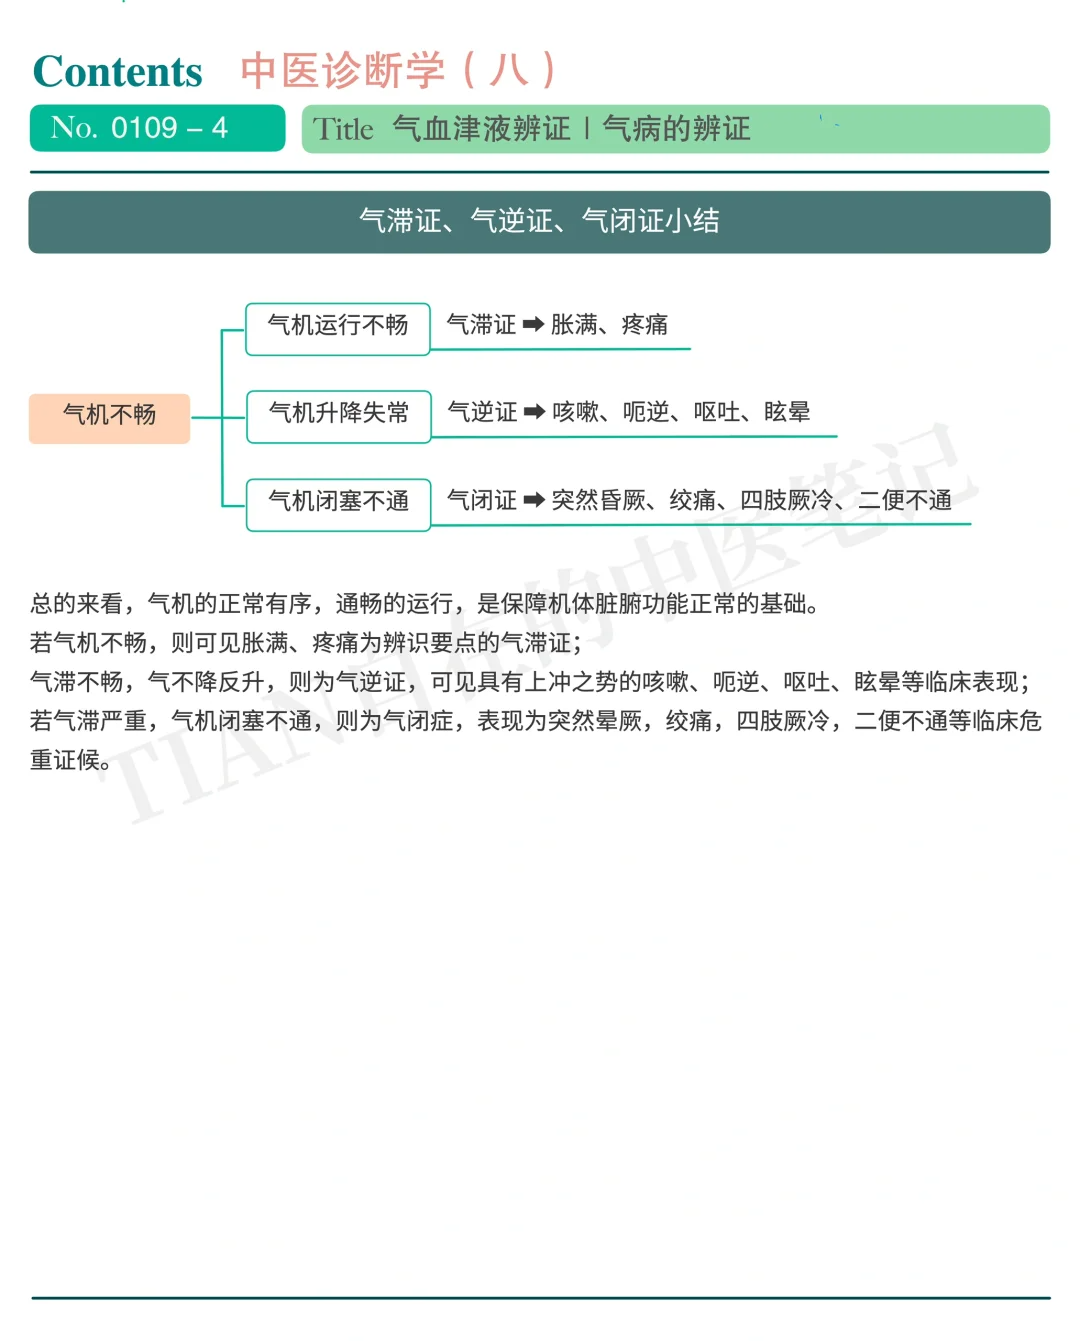 Contents 中医诊断学(八)
No. 0109 – 4 Title 气血津液辨证 | 气病的辨证
气滞证、气逆证、气闭证小结
气机运行不畅 气滞证 ➡ 胀满、疼痛
气机不畅 气机升降失常 气逆证 ➡ 咳嗽、呃逆、呕吐、眩晕
气机闭塞不通 气闭证 ➡ 突然昏厥、绞痛、四肢厥冷、二便不通
总的来看，气机的正常有序，通畅的运行，是保障机体脏腑功能正常的基础。
若气机不畅，则可见胀满、疼痛为辨识要点的气滞证；
气滞不畅，气不降反升，则为气逆证，可见具有上冲之势的咳嗽、呃逆、呕吐、眩晕等临床表现；
若气滞严重，气机闭塞不通，则为气闭症，表现为突然晕厥，绞痛，四肢厥冷，二便不通等临床危
重证候。
TIAN自在的中医笔记